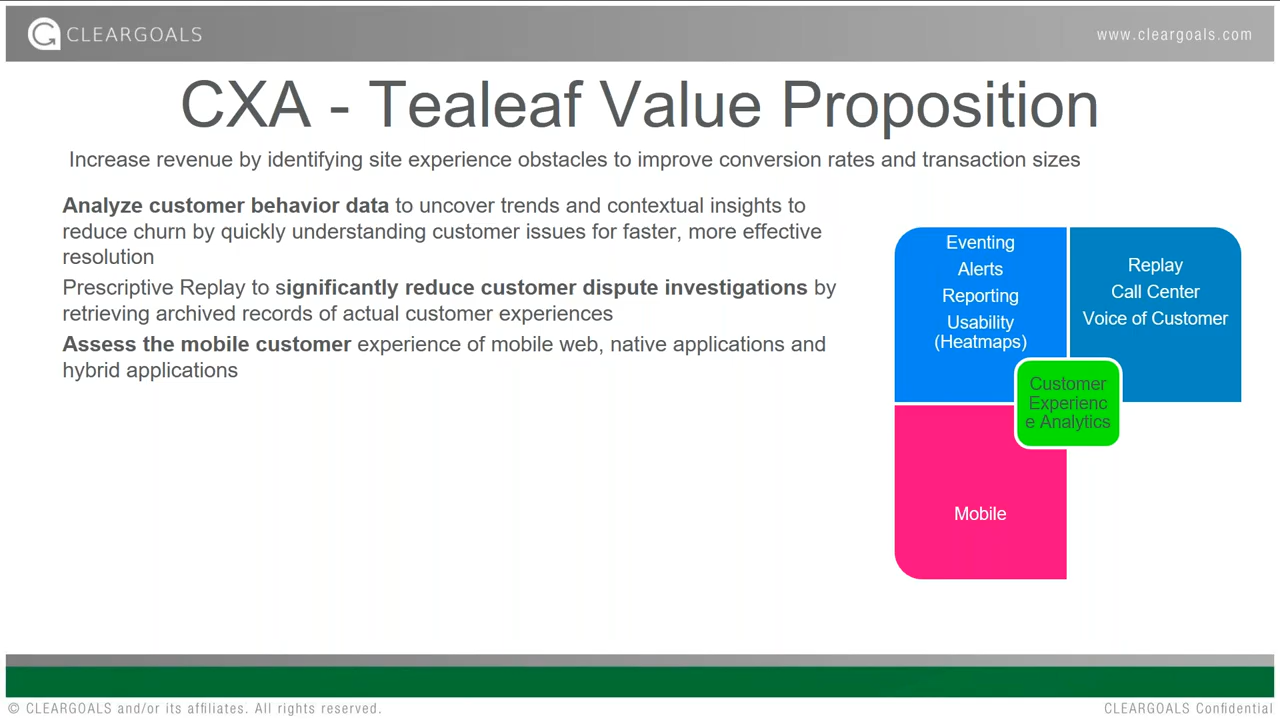 CLEARGOALS
www.cleargoals.com
CXA - Tealeaf Value Proposition
Increase revenue by identifying site experience obstacles to improve conversion rates and transaction sizes
Analyze customer behavior data to uncover trends and contextual insights to
reduce churn by quickly understanding customer issues for faster, more effective
resolution
Prescriptive Replay to significantly reduce customer dispute investigations by
retrieving archived records of actual customer experiences
Assess the mobile customer experience of mobile web, native applications and
hybrid applications
Eventing
Alerts
Reporting
Usability
(Heatmaps)
Replay
Call Center
Voice of Customer
Customer
Experienc
e Analytics
Mobile
© CLEARGOALS and/or its affiliates. All rights reserved.
CLEARGOALS Confidential